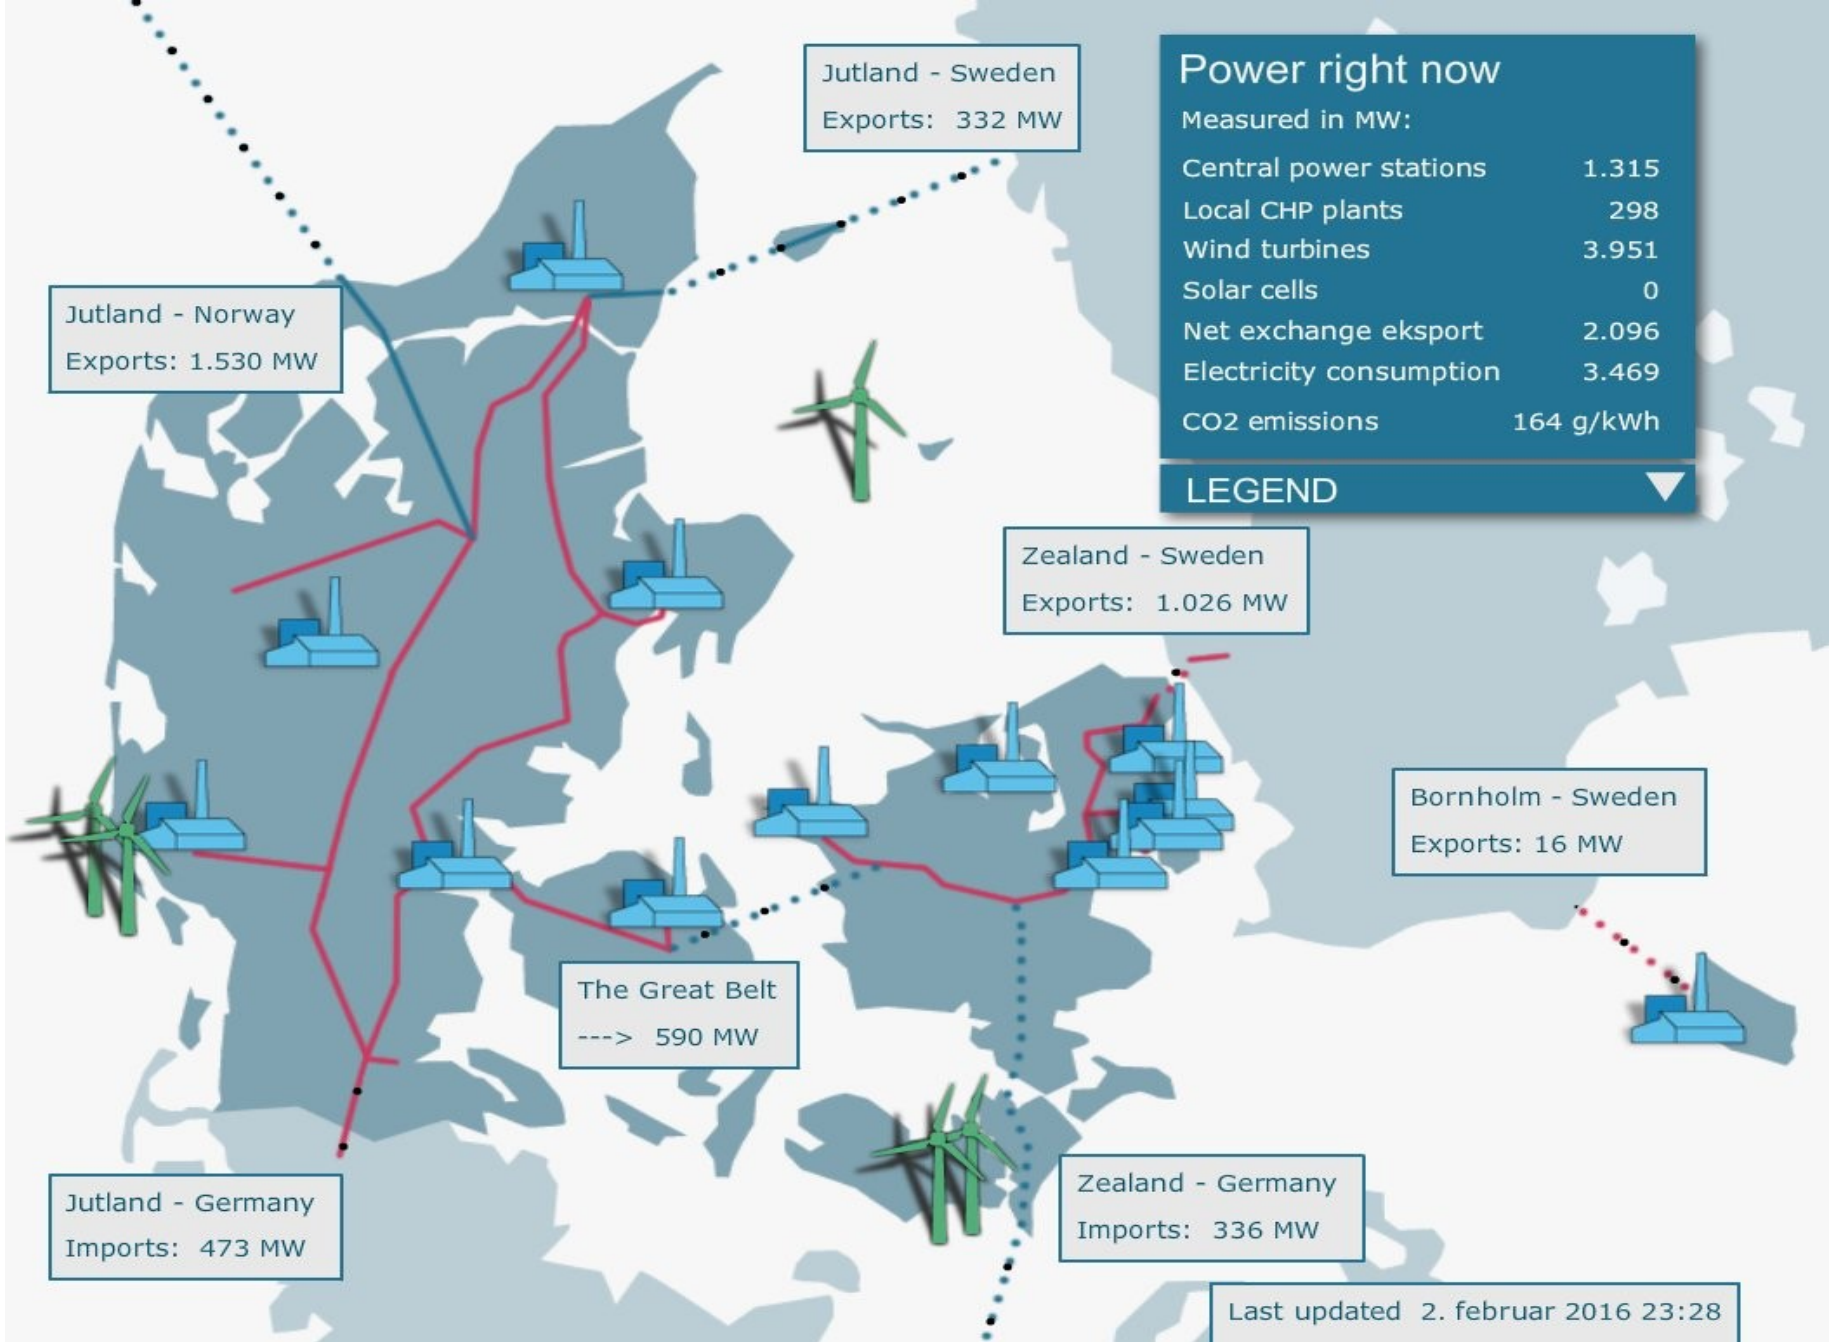 Jutland - Sweden
Exports: 332 MW
Power right now
Measured in MW:
Central power stations 1.315
Local CHP plants 298
Wind turbines 3.951
Solar cells 0
Net exchange eksport 2.096
Electricity consumption 3.469
CO2 emissions 164 g/kWh
LEGEND
Jutland - Norway
Exports: 1.530 MW
Zealand - Sweden
Exports: 1.026 MW
Bornholm - Sweden
Exports: 16 MW
The Great Belt
---> 590 MW
Jutland - Germany
Imports: 473 MW
Zealand - Germany
Imports: 336 MW
Last updated 2. februar 2016 23:28